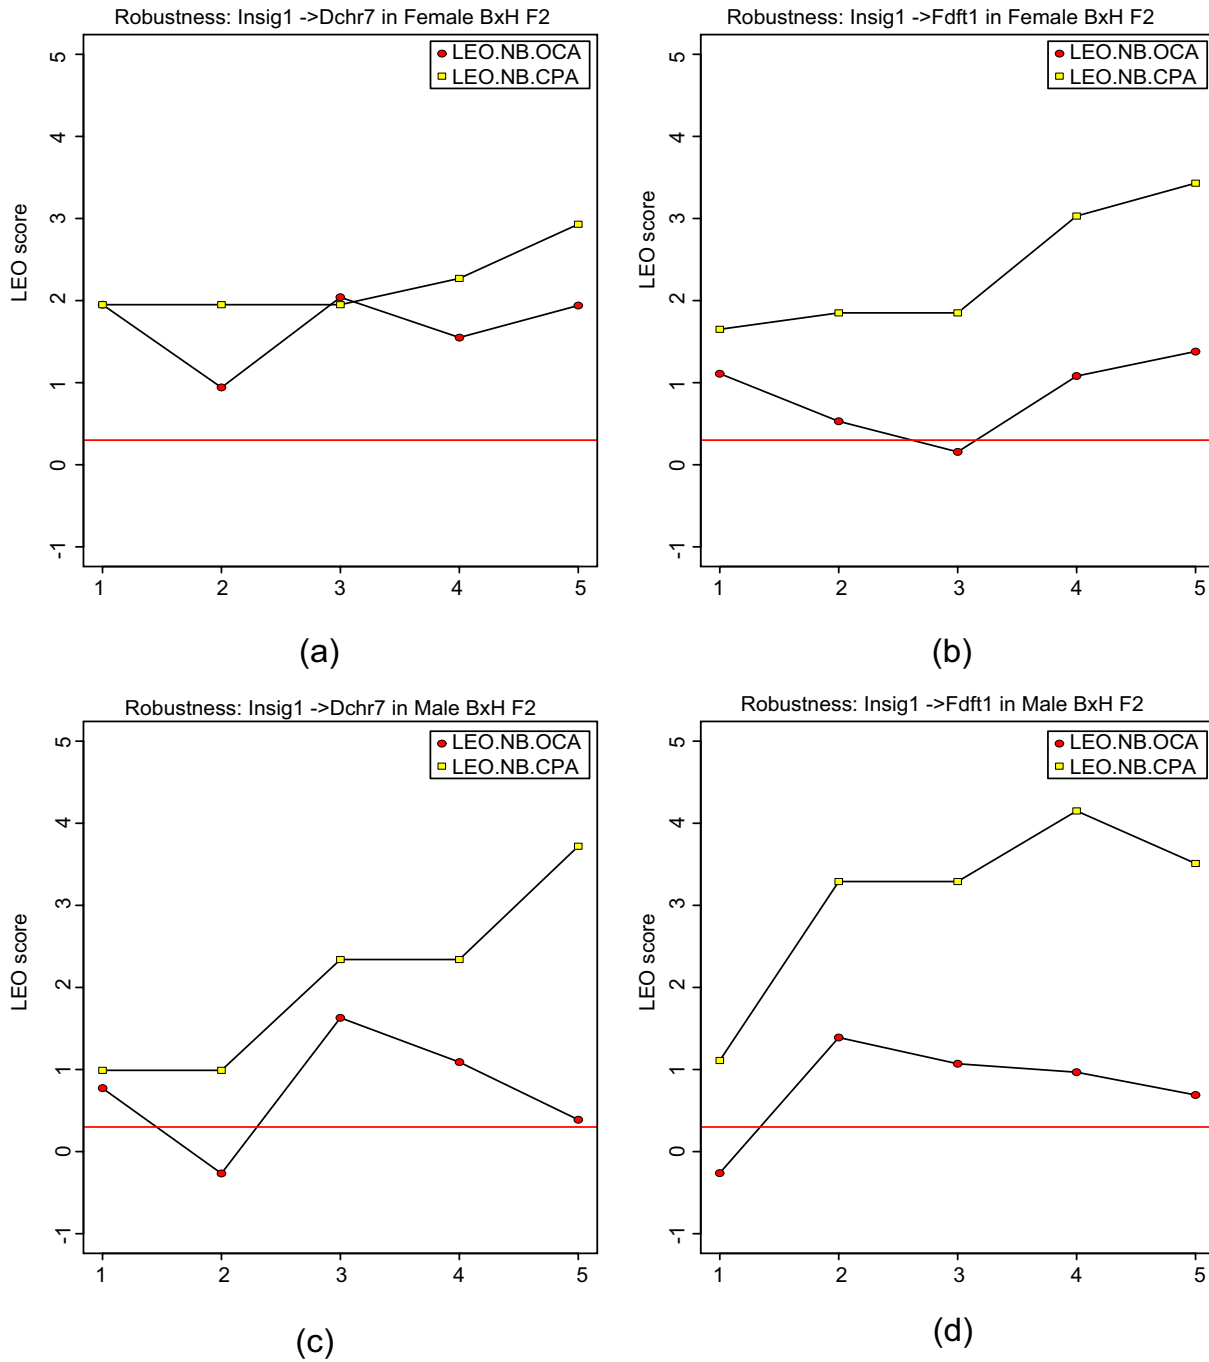 Robustness: Insig1 ->Dchr7 in Female BxH F2
LEO.NB.OCA
LEO.NB.CPA
LEO score
5
4
3
2
1
0
-1
1 2 3 4 5
(a)
Robustness: Insig1 ->Fdft1 in Female BxH F2
LEO.NB.OCA
LEO.NB.CPA
LEO score
5
4
3
2
1
0
-1
1 2 3 4 5
(b)
Robustness: Insig1 ->Dchr7 in Male BxH F2
LEO.NB.OCA
LEO.NB.CPA
LEO score
5
4
3
2
1
0
-1
1 2 3 4 5
(c)
Robustness: Insig1 ->Fdft1 in Male BxH F2
LEO.NB.OCA
LEO.NB.CPA
LEO score
5
4
3
2
1
0
-1
1 2 3 4 5
(d)